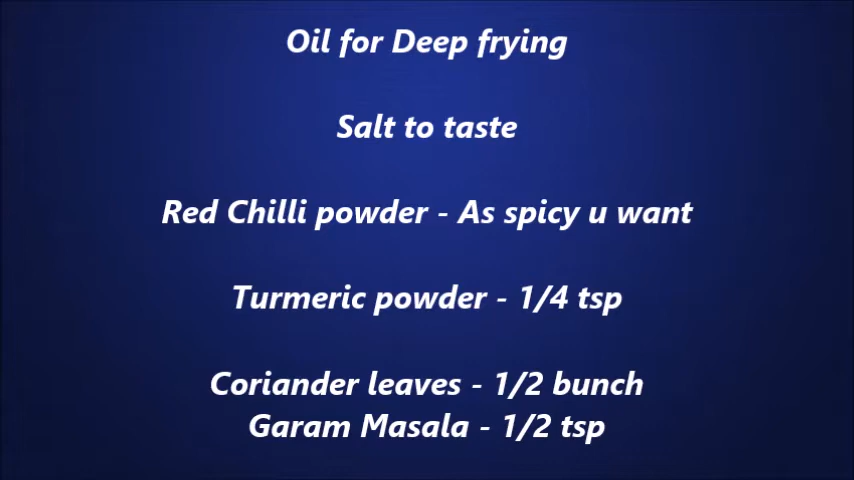 Oil for Deep frying
Salt to taste
Red Chilli powder - As spicy u want
Turmeric powder - 1/4 tsp
Coriander leaves - 1/2 bunch
Garam Masala - 1/2 tsp